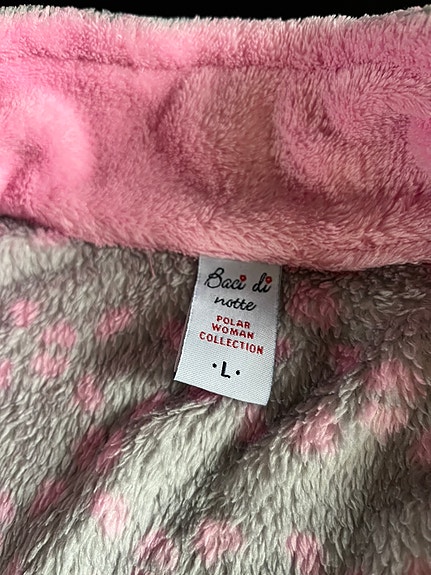 Baci di
notte
POLAR
WOMAN
COLLECTION
·L·